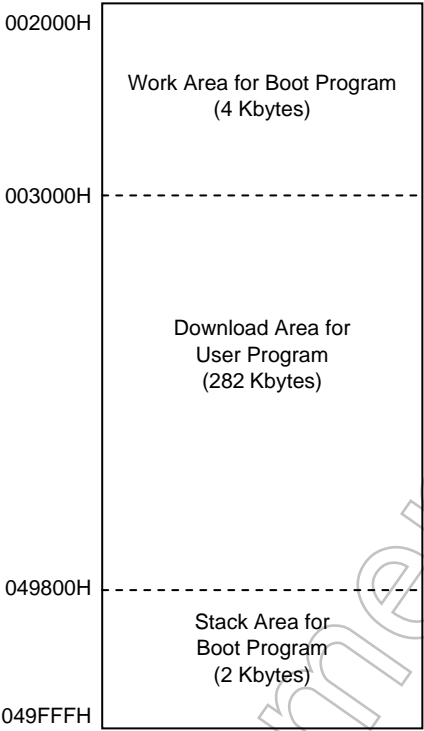 002000H
Work Area for Boot Program
(4 Kbytes)
003000H
Download Area for
User Program
(282 Kbytes)
049800H
Stack Area for
Boot Program
(2 Kbytes)
049FFFH